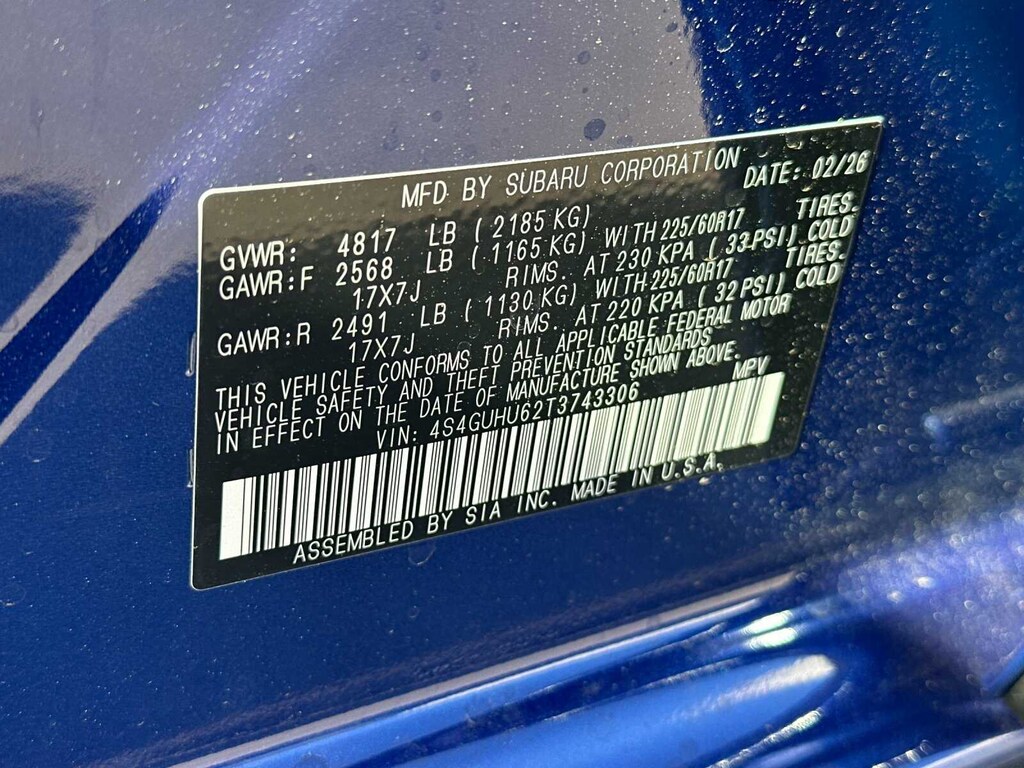 MFD BY SUBARU CORPORATION DATE: 02/26
GVWR: 4817 LB ( 2185 KG)
GAWR:F 2568 LB ( 1165 KG) WITH 225/60R17 TIRES.
17X7J RIMS. AT 230 KPA ( 33 PSI) COLD
GAWR:R 2491 LB ( 1130 KG) WITH 225/60R17 TIRES.
17X7J RIMS. AT 220 KPA ( 32 PSI) COLD
THIS VEHICLE CONFORMS TO ALL APPLICABLE FEDERAL MOTOR
VEHICLE SAFETY AND THEFT PREVENTION STANDARDS
IN EFFECT ON THE DATE OF MANUFACTURE SHOWN ABOVE.
VIN: 4S4GUHU62T3743306 MPV
ASSEMBLED BY SIA INC. MADE IN U.S.A.